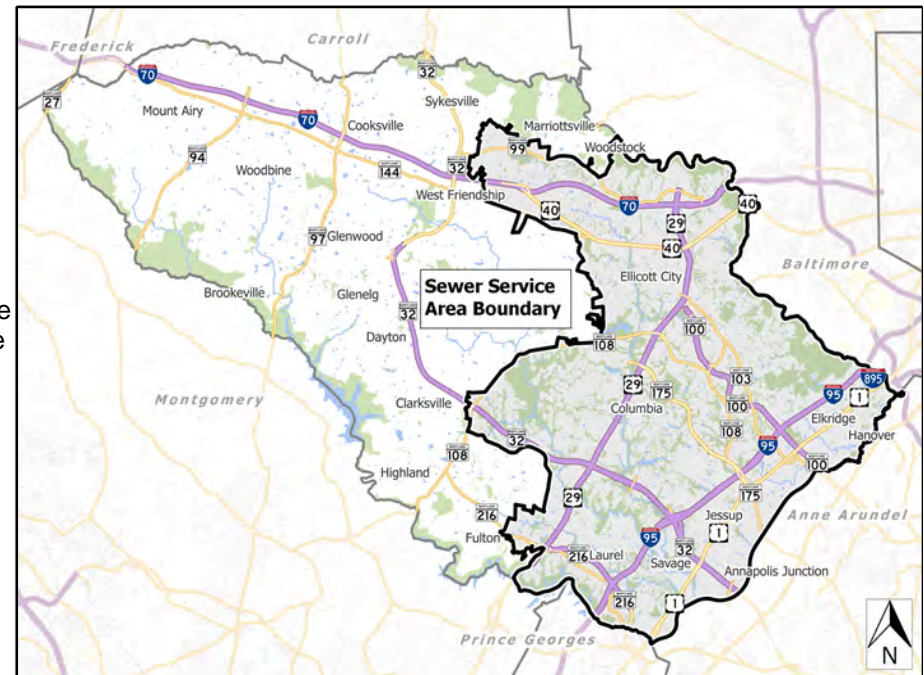 Frederick
Carroll
70
32
27
Mount Airy
Sykesville
70
Cooksville
Marriottsville
99
Woodstock
94
Woodbine
144
32
West Friendship
40
70
29
40
97
Glenwood
40
Baltimore
Ellicott City
Brookeville
Glenelg
Sewer Service
Area Boundary
32
Dayton
100
108
e
e
29
175
103
895
95
1
Montgomery
Clarksville
Columbia
100
Elkridge
108
Hanover
32
95
108
100
Highland
175
29
Anne Arundel
216
Jessup
1
Fulton
95
32
216
Laurel
Savage
Annapolis Junction
216
1
Prince Georges
N